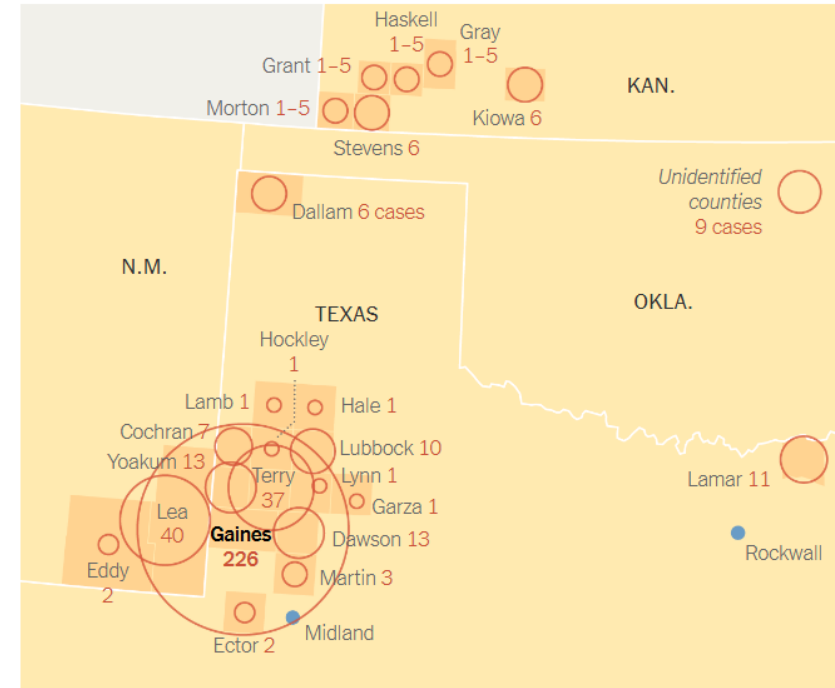 Haskell
1–5
Gray
1–5
Grant 1–5
KAN.
Morton 1–5
Kiowa 6
Stevens 6
Unidentified
counties
9 cases
Dallam 6 cases
N.M.
OKLA.
TEXAS
Hockley
1
Lamb 1
Hale 1
Cochran 7
Lubbock 10
Yoakum 13
Terry
37
Lynn 1
Lamar 11
Garza 1
Lea
40
Gaines
226
Dawson 13
Rockwall
Eddy
2
Martin 3
Midland
Ector 2